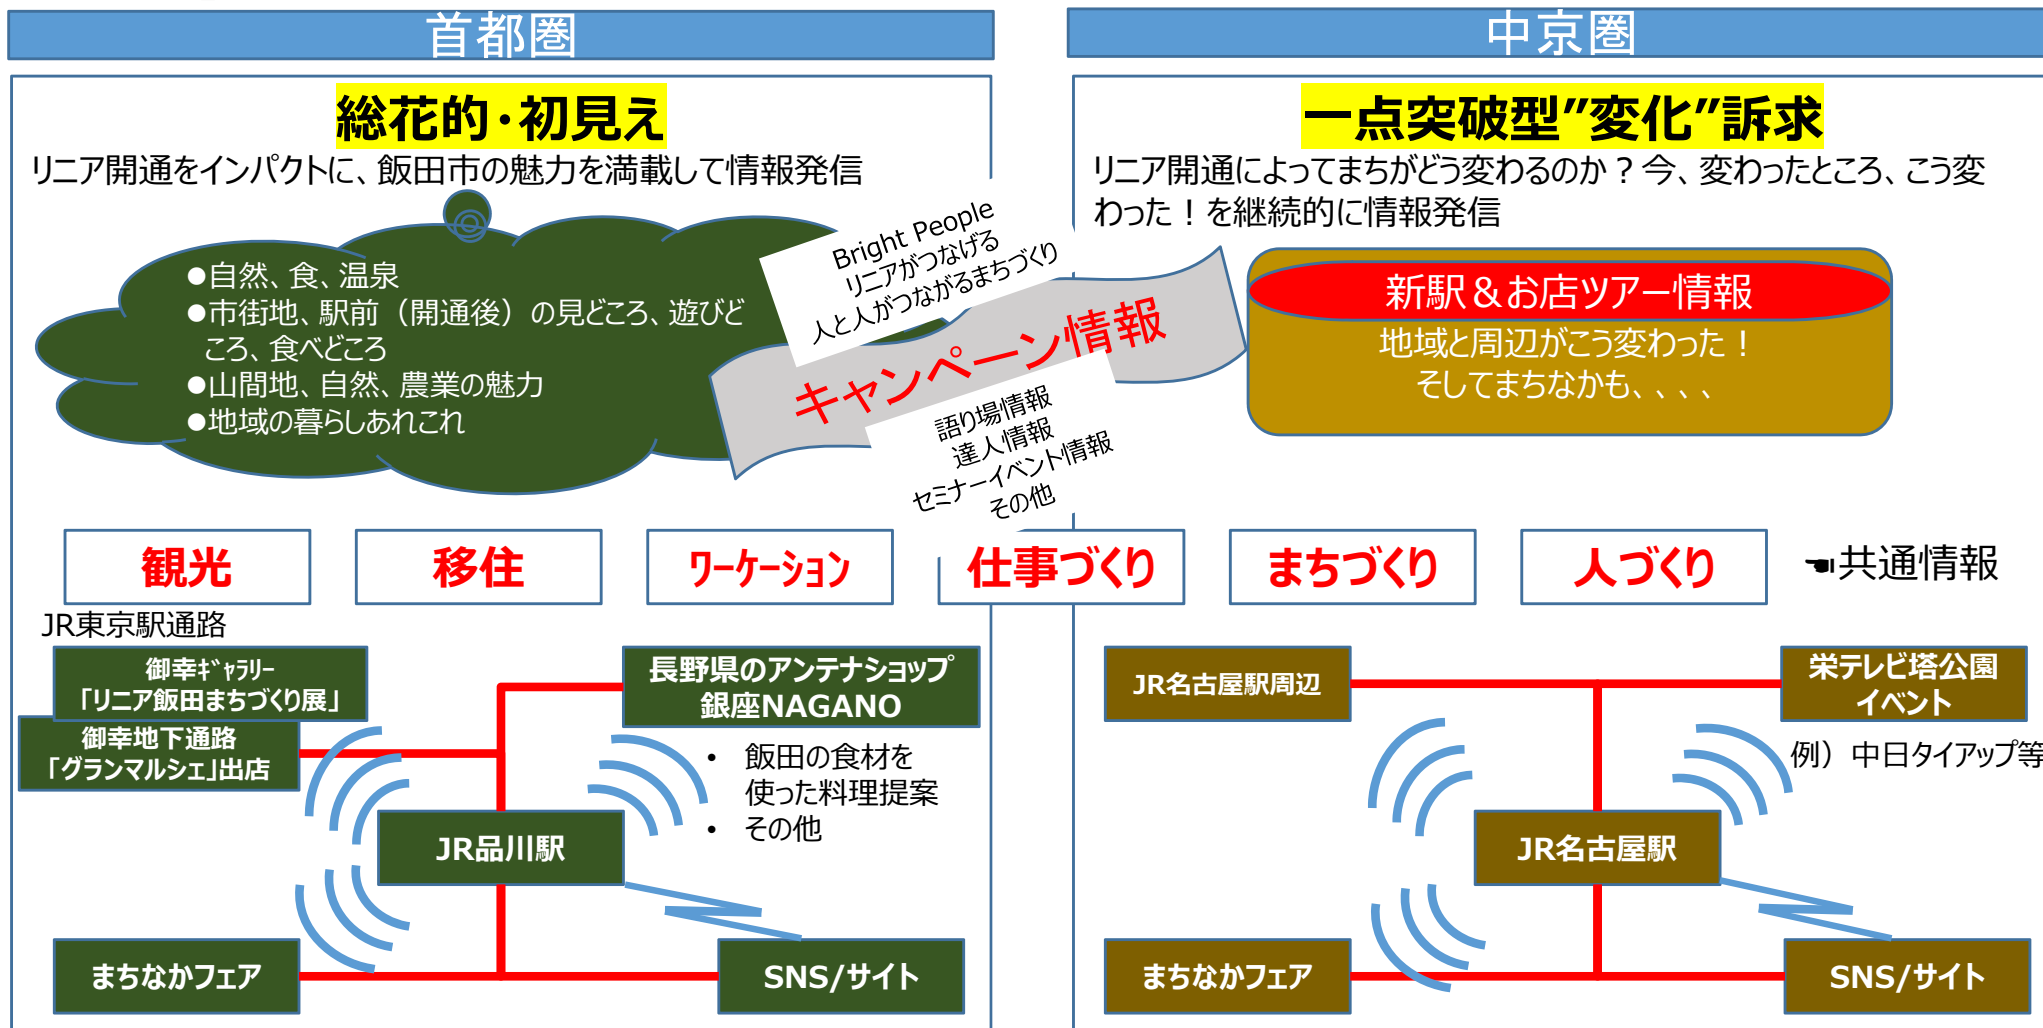 首都圏
総花的・初見え
リニア開通をインパクトに、飯田市の魅力を満載して情報発信
●自然、食、温泉
●市街地、駅前（開通後）の見どころ、遊びど
ころ、食べどころ
●山間地、自然、農業の魅力
●地域の暮らしあれこれ
Bright People
リニアがつなげる
人と人がつながるまちづくり
キャンペーン情報
語り場情報
達人情報
セミナーイベント情報
その他
中京圏
一点突破型”変化”訴求
リニア開通によってまちがどう変わるのか？今、変わったところ、こう変
わった！を継続的に情報発信
新駅＆お店ツアー情報
地域と周辺がこう変わった！
そしてまちなかも、、、、
観光
移住
ﾜｰｹｰｼｮﾝ
仕事づくり
まちづくり
人づくり
☚共通情報
JR東京駅通路
御幸ｷﾞｬﾗﾘｰ
「リニア飯田まちづくり展」
御幸地下通路
「グランマルシェ」出店
長野県のアンテナショップ
銀座NAGANO
• 飯田の食材を
使った料理提案
• その他
JR品川駅
まちなかフェア
SNS/サイト
JR名古屋駅周辺
栄テレビ塔公園
イベント
例）中日タイアップ等
JR名古屋駅
まちなかフェア
SNS/サイト